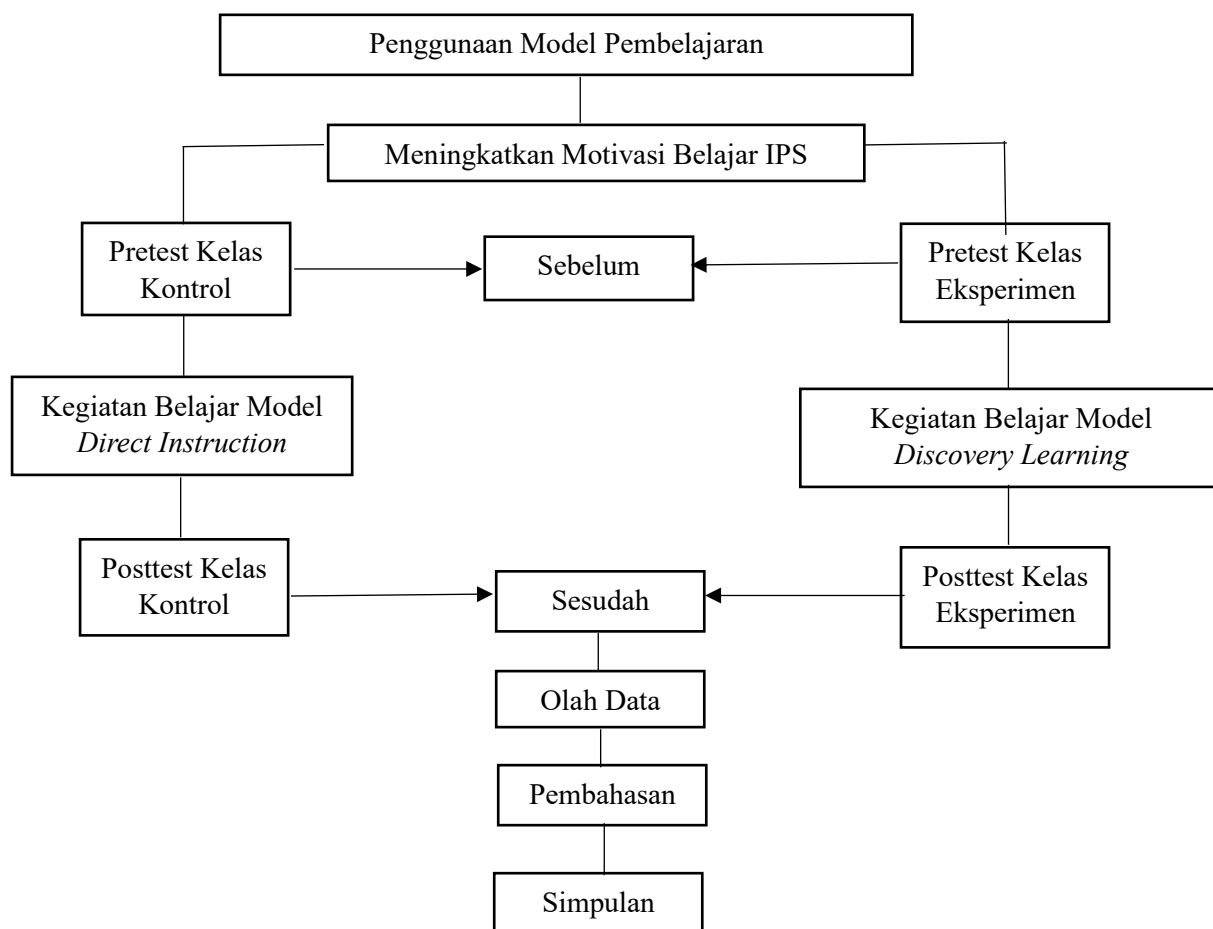 Penggunaan Model Pembelajaran
Meningkatkan Motivasi Belajar IPS
Pretest Kelas
Kontrol
Sebelum
Pretest Kelas
Eksperimen
Kegiatan Belajar Model
Direct Instruction
Kegiatan Belajar Model
Discovery Learning
Posttest Kelas
Kontrol
Sesudah
Posttest Kelas
Eksperimen
Olah Data
Pembahasan
Simpulan